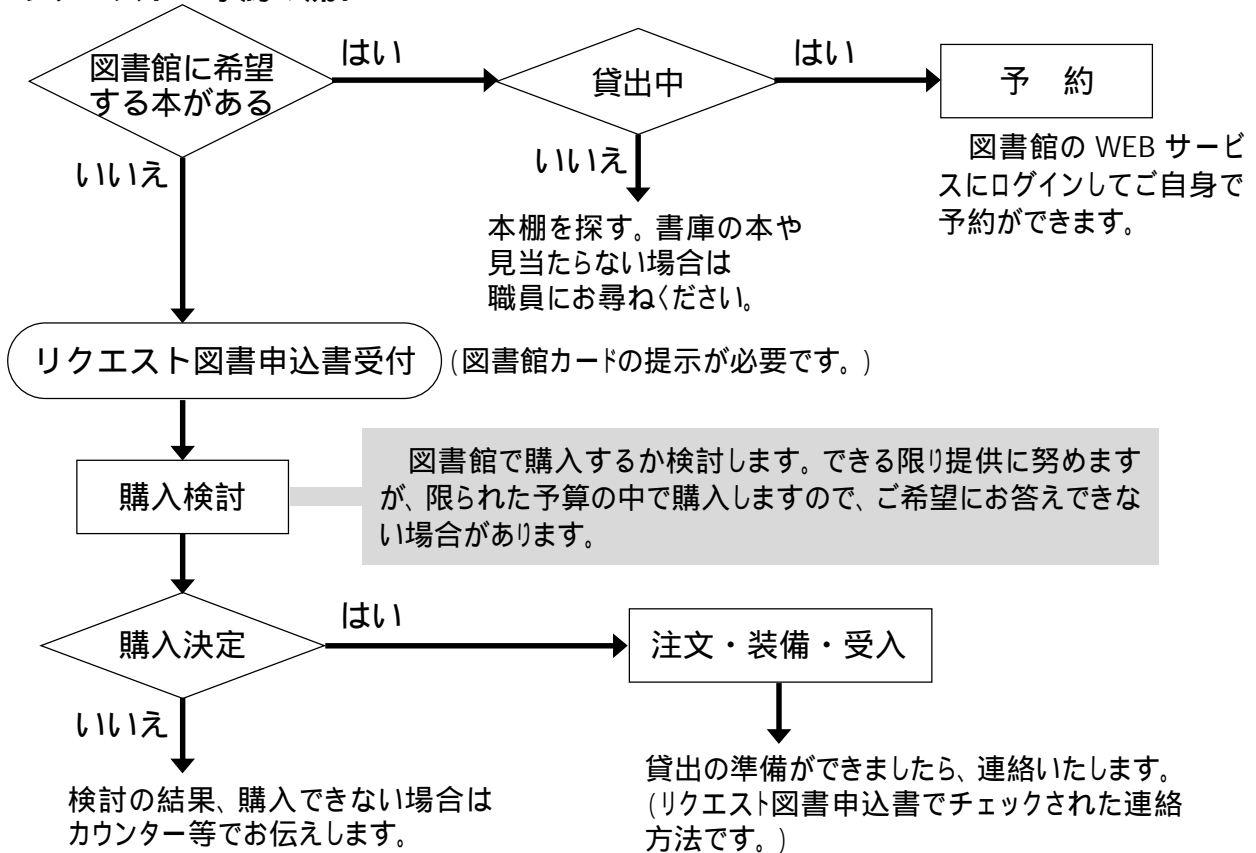 図書館に希望
する本がある
はい
貸出中
はい
予　約
いいえ
いいえ
図書館の WEB サービ
スにログインしてご自身で
予約ができます。
本棚を探す。書庫の本や
見当たらない場合は
職員にお尋ねください。
リクエスト図書申込書受付
(図書館カードの提示が必要です。)
購入検討
図書館で購入するか検討します。できる限り提供に努めます
が、限られた予算の中で購入しますので、ご希望にお答えできな
い場合があります。
購入決定
はい
注文・装備・受入
いいえ
検討の結果、購入できない場合は
カウンター等でお伝えします。
貸出の準備ができましたら、連絡いたします。
(リクエスト図書申込書でチェックされた連絡
方法です。)